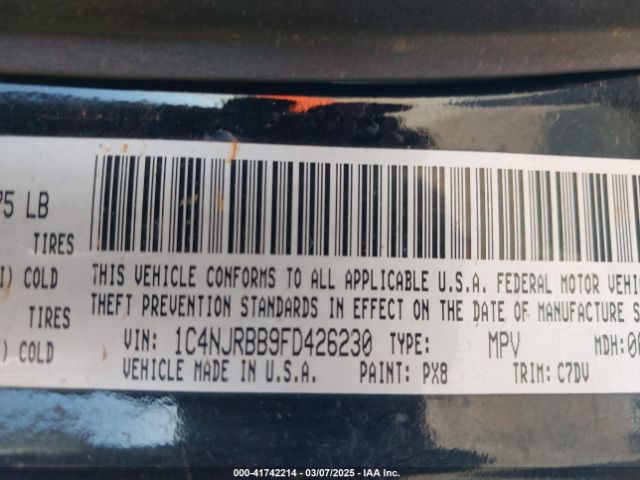 75 LB
TIRES
) COLD
TIRES
) COLD
THIS VEHICLE CONFORMS TO ALL APPLICABLE U.S.A. FEDERAL MOTOR VEHI
THEFT PREVENTION STANDARDS IN EFFECT ON THE DATE OF MANUFACTURE S
VIN: 1C4NJRBB9FD426230 TYPE: MPV MDH:0
VEHICLE MADE IN U.S.A. PAINT: PX8 TRIM: C7DV
000-41742214 - 03/07/2025 - IAA Inc.